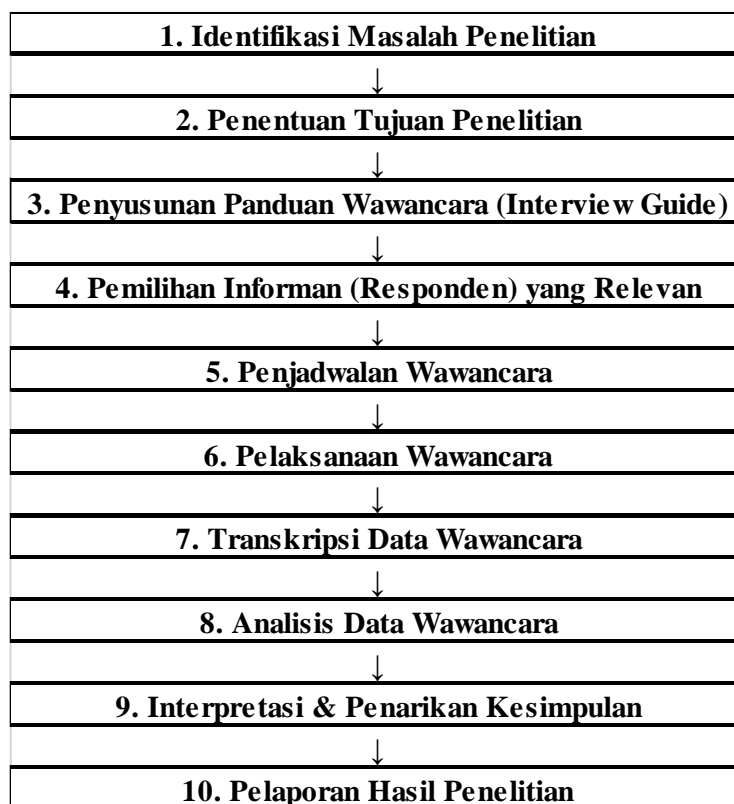 1. Identifikasi Masalah Penelitian
↓
2. Penentuan Tujuan Penelitian
↓
3. Penyusunan Panduan Wawancara (Interview Guide)
↓
4. Pemilihan Informan (Responden) yang Relevan
↓
5. Penjadwalan Wawancara
↓
6. Pelaksanaan Wawancara
↓
7. Transkripsi Data Wawancara
↓
8. Analisis Data Wawancara
↓
9. Interpretasi & Penarikan Kesimpulan
↓
10. Pelaporan Hasil Penelitian